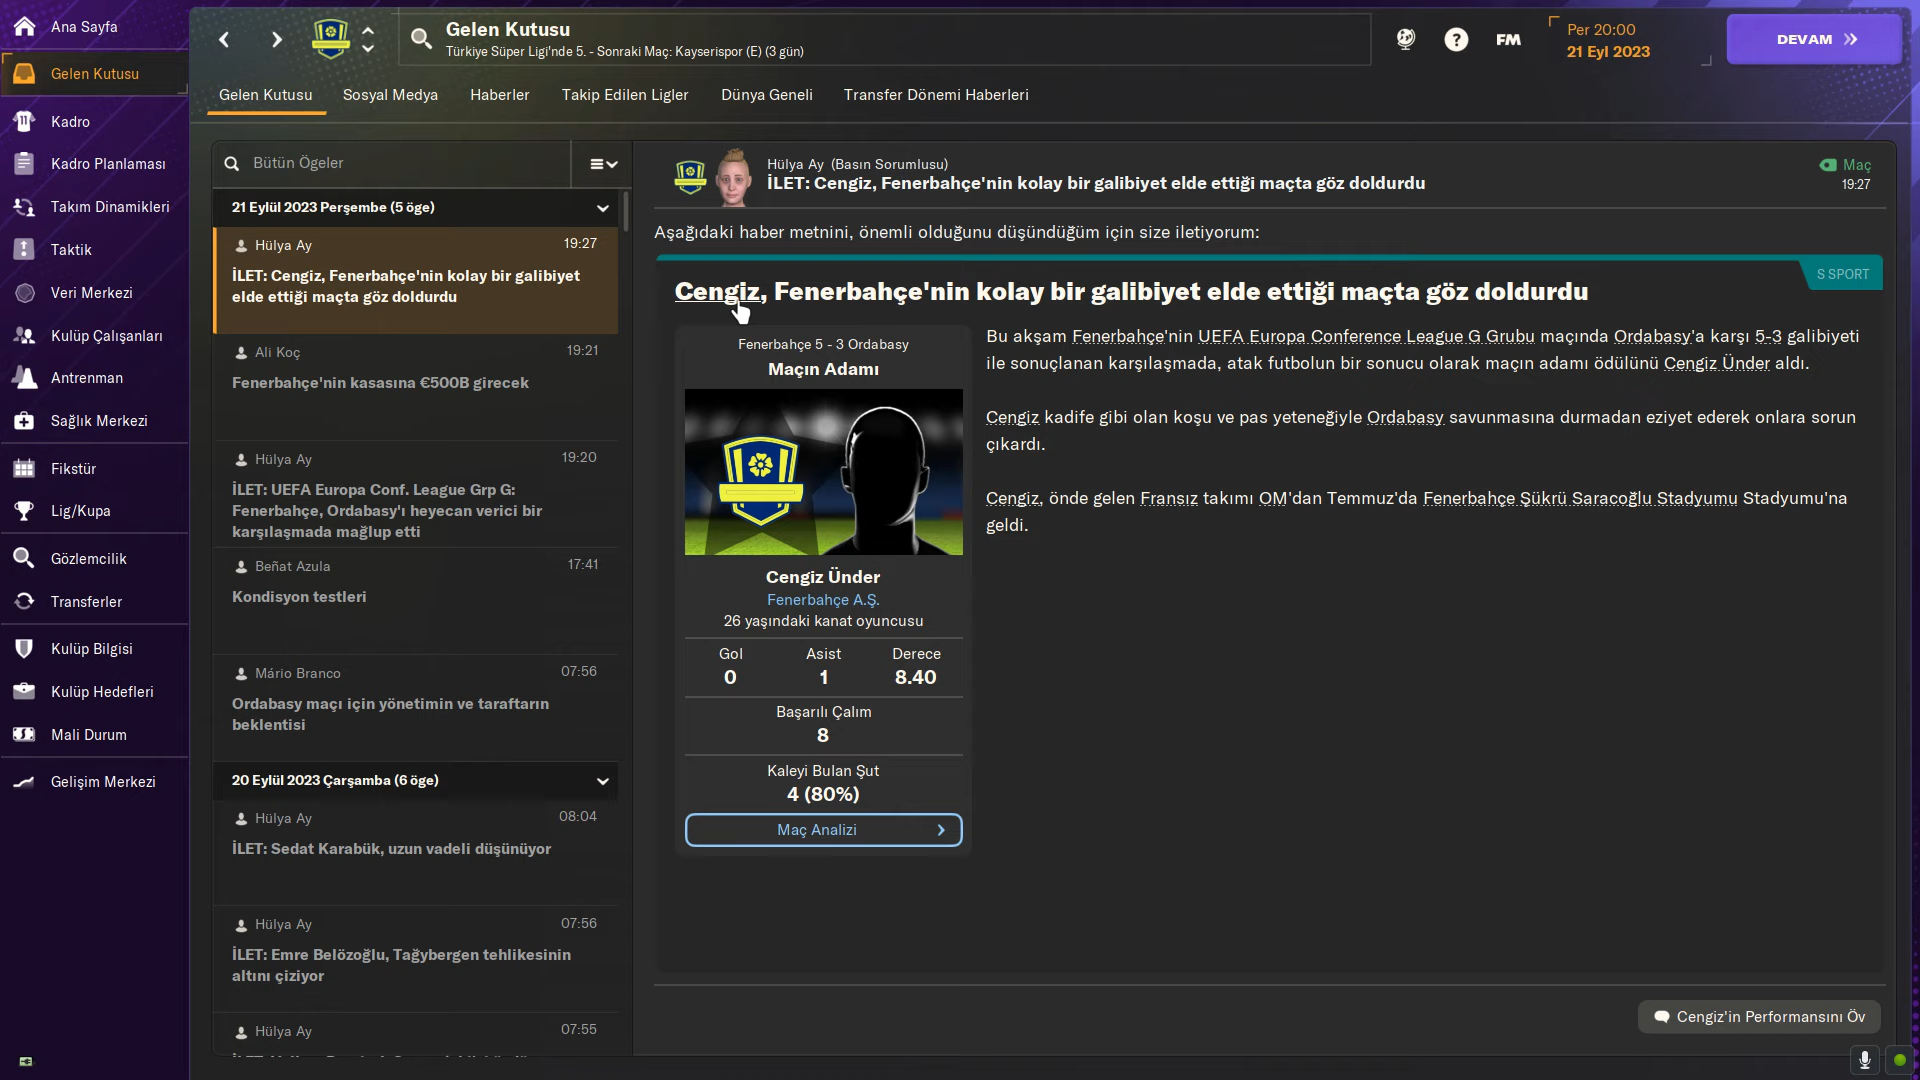 Ana Sayfa
Gelen Kutusu
Kadro
Kadro Planlaması
Takım Dinamikleri
Taktik
Veri Merkezi
Kulüp Çalışanları
Antrenman
Sağlık Merkezi
Fikstür
Lig/Kupa
Gözlemcilik
Transferler
Kulüp Bilgisi
Kulüp Hedefleri
Mali Durum
Gelişim Merkezi
Gelen Kutusu
Türkiye Süper Ligi'nde 5. - Sonraki Maç: Kayserispor (E) (3 gün)
?
FM
Per 20:00
21 Eyl 2023
DEVAM
Gelen Kutusu Sosyal Medya Haberler Takip Edilen Ligler Dünya Geneli Transfer Dönemi Haberleri
Bütün Ögeler
21 Eylül 2023 Perşembe (5 öge)
Hülya Ay 19:27
İLET: Cengiz, Fenerbahçe'nin kolay bir galibiyet
elde ettiği maçta göz doldurdu
Ali Koç 19:21
Fenerbahçe'nin kasasına €500B girecek
Hülya Ay 19:20
İLET: UEFA Europa Conf. League Grp G:
Fenerbahçe, Ordabasy'ı heyecan verici bir
karşılaşmada mağlup etti
Beñat Azula 17:41
Kondisyon testleri
Mário Branco 07:56
Ordabasy maçı için yönetimin ve taraftarın
beklentisi
20 Eylül 2023 Çarşamba (6 öge)
Hülya Ay 08:04
İLET: Sedat Karabük, uzun vadeli düşünüyor
Hülya Ay 07:56
İLET: Emre Belözoğlu, Tağybergen tehlikesinin
altını çiziyor
Hülya Ay 07:55
Hülya Ay (Basın Sorumlusu)
İLET: Cengiz, Fenerbahçe'nin kolay bir galibiyet elde ettiği maçta göz doldurdu
Maç
19:27
Aşağıdaki haber metnini, önemli olduğunu düşündüğüm için size iletiyorum:
S SPORT
Cengiz, Fenerbahçe'nin kolay bir galibiyet elde ettiği maçta göz doldurdu
Fenerbahçe 5 - 3 Ordabasy
Maçın Adamı
Cengiz Ünder
Fenerbahçe A.Ş.
26 yaşındaki kanat oyuncusu
Gol Asist Derece
0 1 8.40
Başarılı Çalım
8
Kaleyi Bulan Şut
4 (80%)
Maç Analizi
Bu akşam Fenerbahçe'nin UEFA Europa Conference League G Grubu maçında Ordabasy'a karşı 5-3 galibiyeti
ile sonuçlanan karşılaşmada, atak futbolun bir sonucu olarak maçın adamı ödülünü Cengiz Ünder aldı.
Cengiz kadife gibi olan koşu ve pas yeteneğiyle Ordabasy savunmasına durmadan eziyet ederek onlara sorun
çıkardı.
Cengiz, önde gelen Fransız takımı OM'dan Temmuz'da Fenerbahçe Şükrü Saracoğlu Stadyumu Stadyumu'na
geldi.
Cengiz'in Performansını Öv